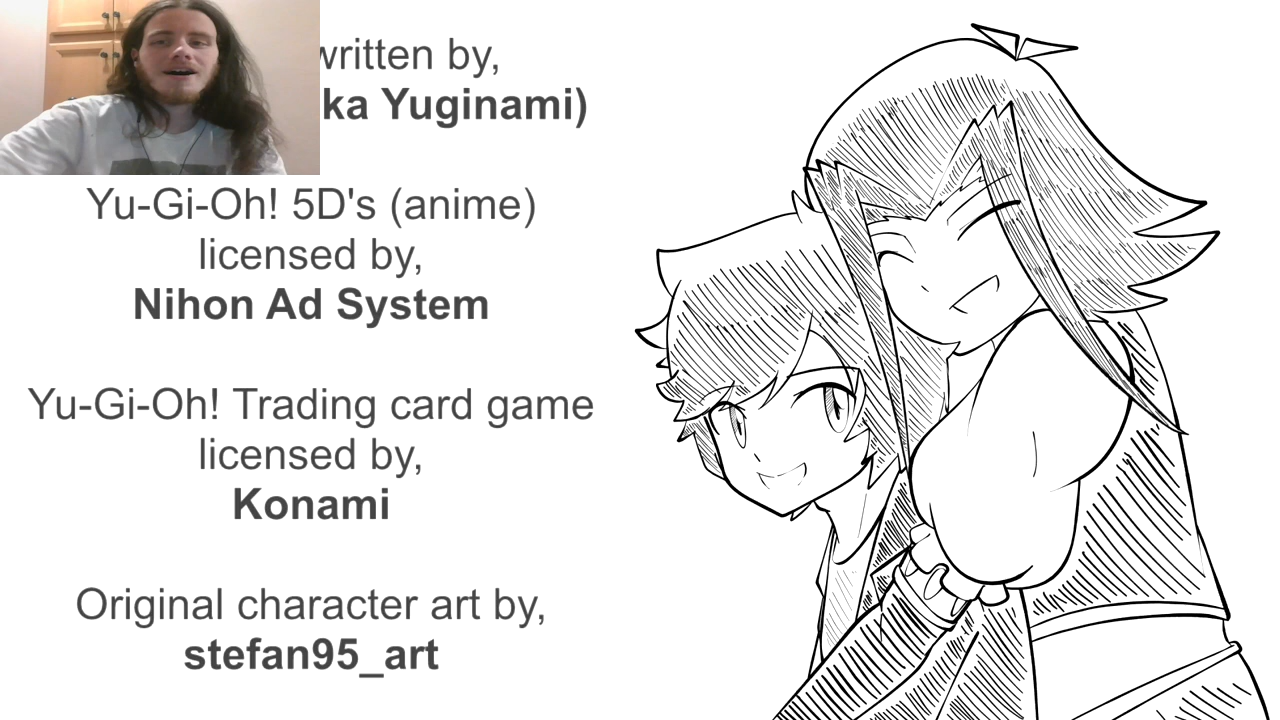 written by,
ka Yuginami)
Yu-Gi-Oh! 5D's (anime)
licensed by,
Nihon Ad System
Yu-Gi-Oh! Trading card game
licensed by,
Konami
Original character art by,
stefan95_art